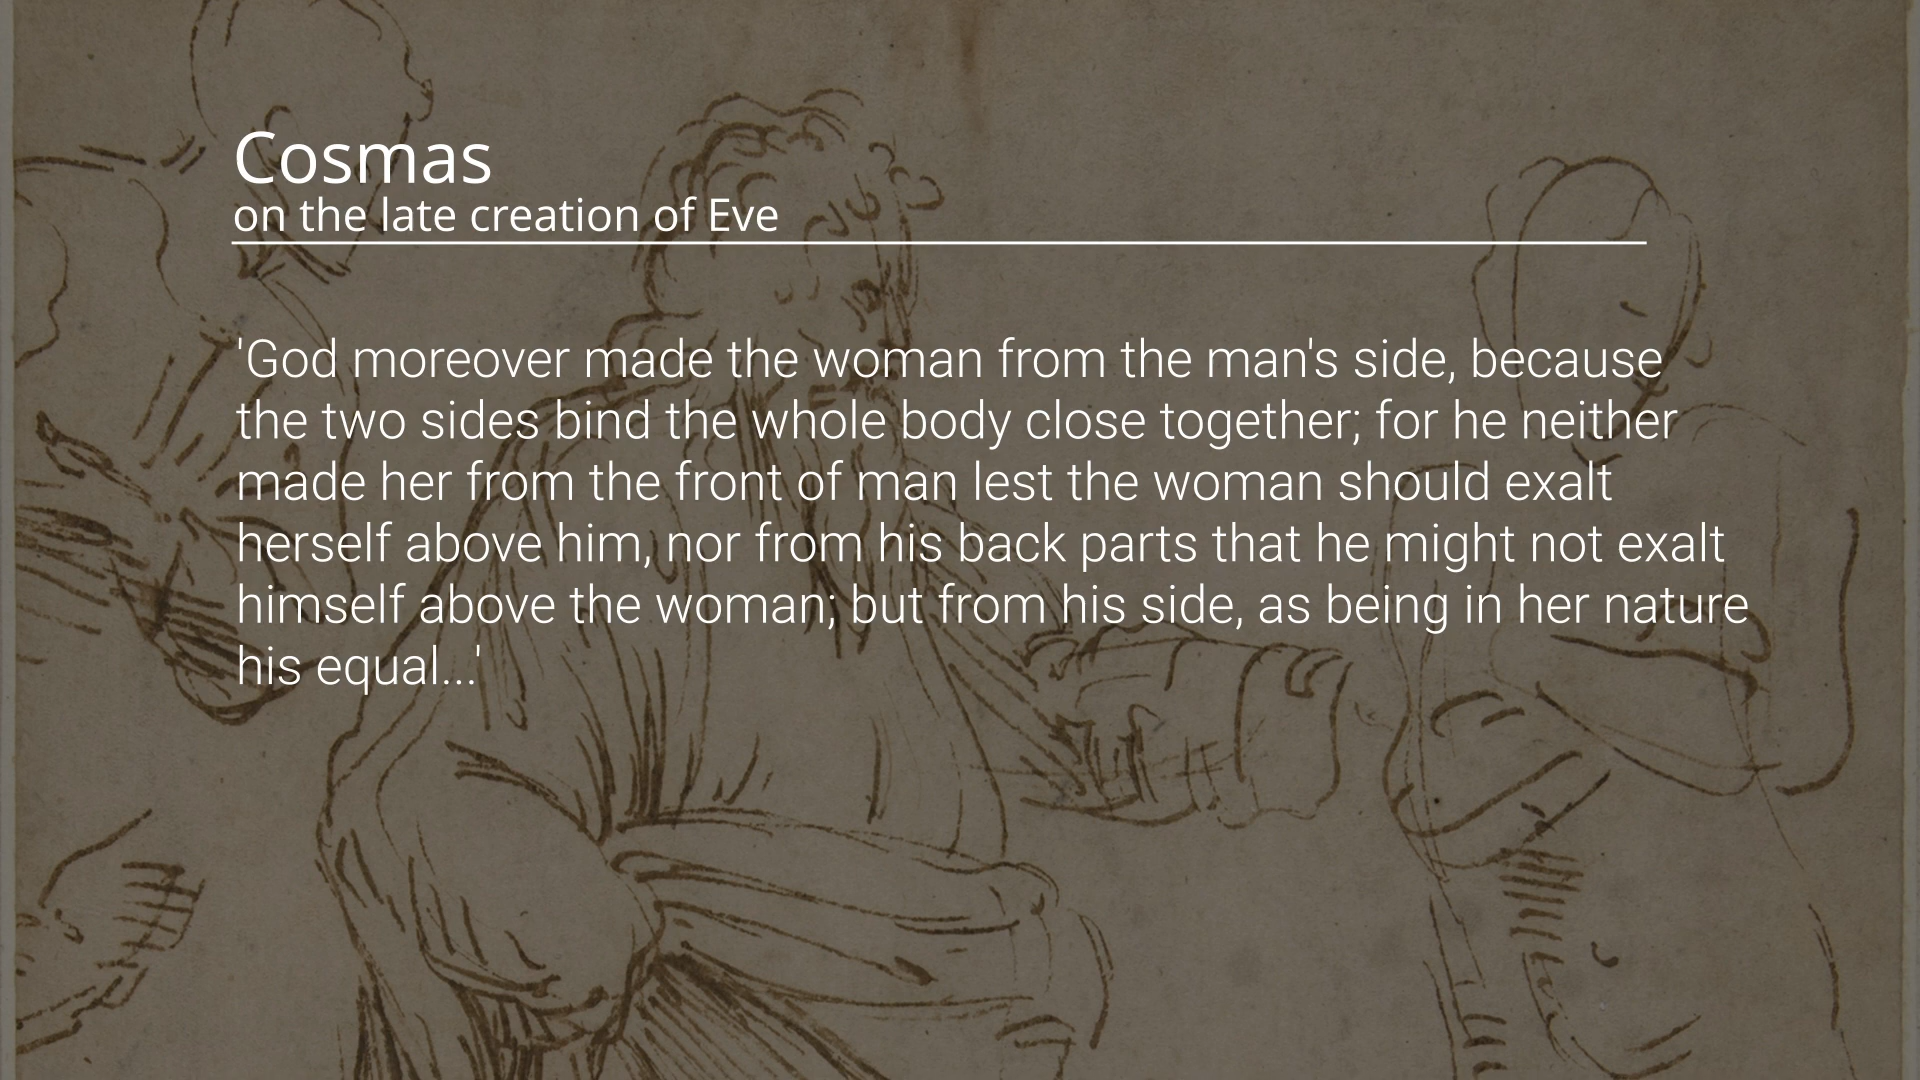 Cosmas
on the late creation of Eve
'God moreover made the woman from the man's side, because
the two sides bind the whole body close together; for he neither
made her from the front of man lest the woman should exalt
herself above him, nor from his back parts that he might not exalt
himself above the woman; but from his side, as being in her nature
his equal...'